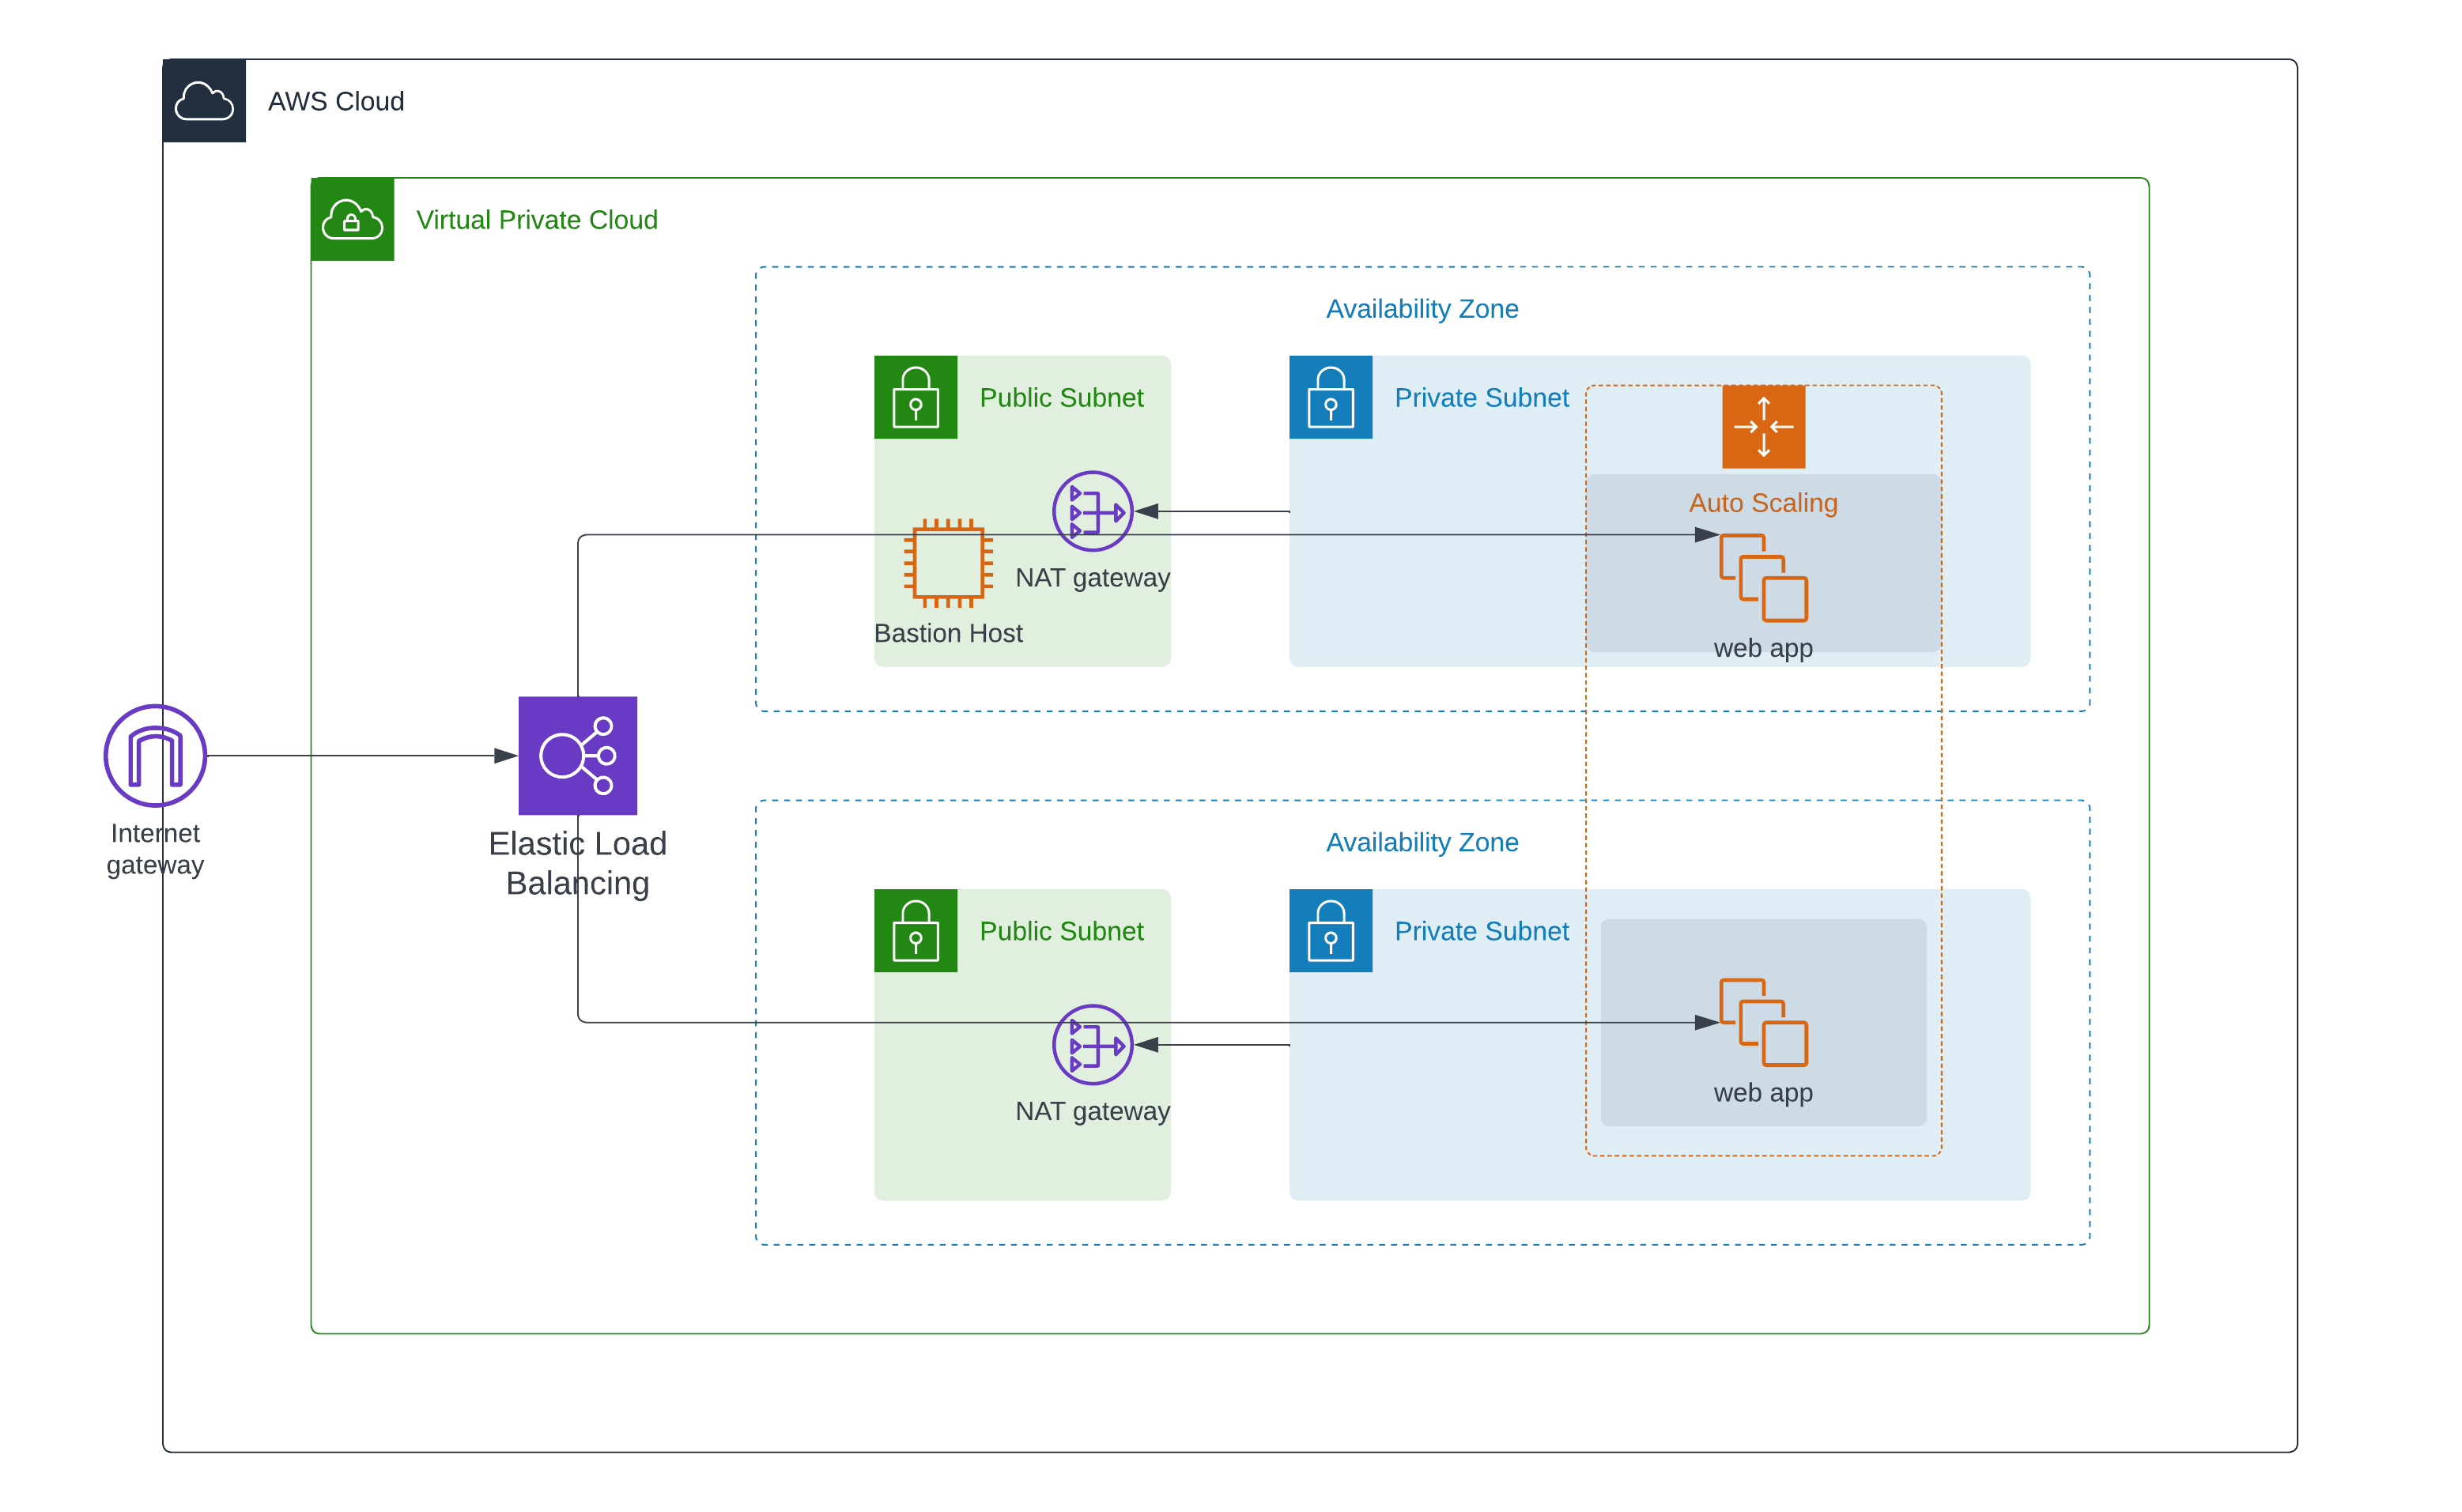 AWS Cloud
Virtual Private Cloud
Availability Zone
Public Subnet
Private Subnet
Auto Scaling
NAT gateway
Bastion Host
web app
Internet
gateway
Elastic Load
Balancing
Availability Zone
Public Subnet
Private Subnet
NAT gateway
web app